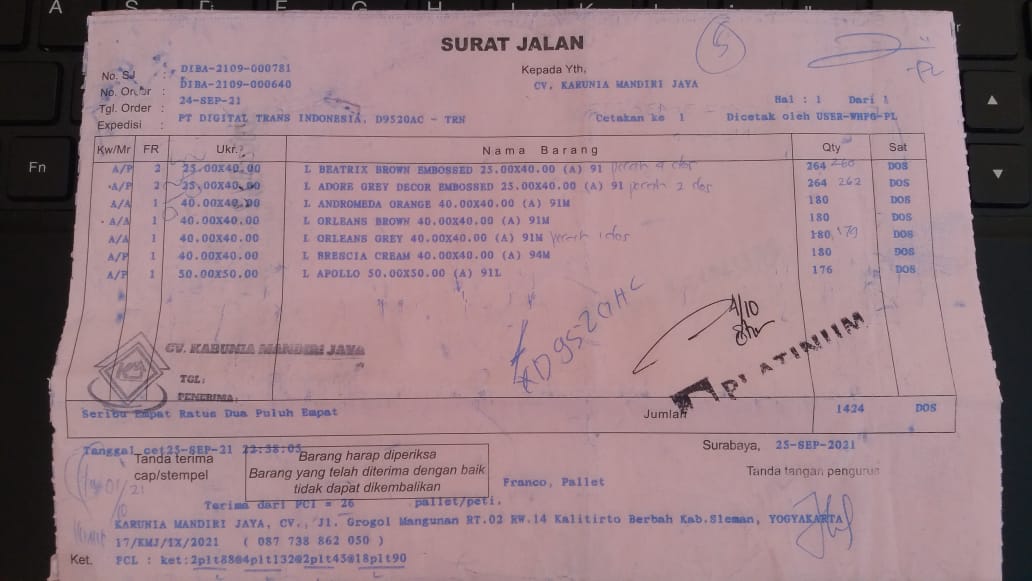 SURAT JALAN
5
No. SJ : DIBA-2109-000781
No. Order : DIBA-2109-000640
Tgl. Order : 24-SEP-21
Expedisi : PT DIGITAL TRANS INDONESIA, D9520AC - TRN
Kepada Yth,
CV. KARUNIA MANDIRI JAYA
Hal : 1 Dari 1
Cetakan ke 1 Dicetak oleh USER-WHPG-PL
Kw/Mr FR Ukr. Nama Barang Qty Sat
A/P 2 25.00X40.00 L BEATRIX BROWN EMBOSSED 25.00X40.00 (A) 91 pecah 4 dos 264 260 DOS
A/P 2 25.00X40.00 L ADORE GREY DECOR EMBOSSED 25.00X40.00 (A) 91 pecah 2 dos 264 262 DOS
A/A 1 40.00X40.00 L ANDROMEDA ORANGE 40.00X40.00 (A) 91M 180 DOS
A/A 1 40.00X40.00 L ORLEANS BROWN 40.00X40.00 (A) 91M 180 DOS
A/A 1 40.00X40.00 L ORLEANS GREY 40.00X40.00 (A) 91M pecah 1 dos 180 179 DOS
A/P 1 40.00X40.00 L BRESCIA CREAM 40.00X40.00 (A) 94M 180 DOS
A/P 1 50.00X50.00 L APOLLO 50.00X50.00 (A) 91L 176 DOS
D9520AC
4/10
PLATINUM
CV. KARUNIA MANDIRI JAYA
TGL:
PENERIMA:
Seribu Empat Ratus Dua Puluh Empat Jumlah 1424 DOS
Tanggal cet25-SEP-21 22:38:05
Surabaya, 25-SEP-2021
Tanda terima
cap/stempel
Barang harap diperiksa
Barang yang telah diterima dengan baik
tidak dapat dikembalikan
Tanda tangan pengurus
Franco, Pallet
Terima dari PCI = 26 pallet/peti.
KARUNIA MANDIRI JAYA, CV., Jl. Grogol Mangunan RT.02 RW.14 Kalitirto Berbah Kab.Sleman, YOGYAKARTA
17/KMJ/IX/2021 ( 087 738 862 050 )
Ket. PCL : ket:2plt88@4plt132@2plt45@18plt90
Fn